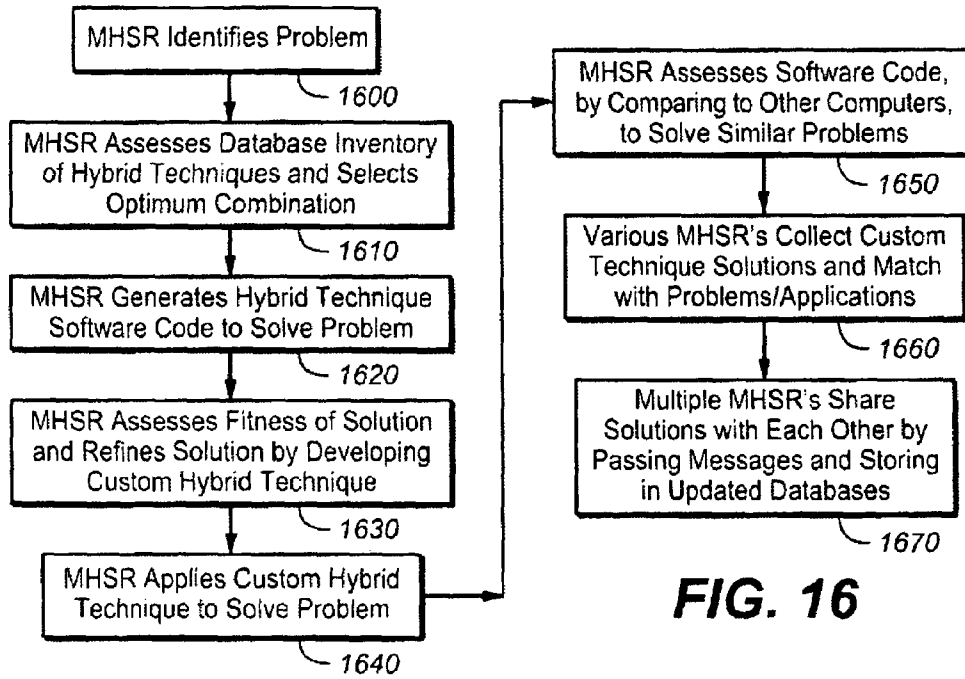 MHSR Identifies Problem
1600
MHSR Assesses Database Inventory
of Hybrid Techniques and Selects
Optimum Combination
1610
MHSR Generates Hybrid Technique
Software Code to Solve Problem
1620
MHSR Assesses Fitness of Solution
and Refines Solution by Developing
Custom Hybrid Technique
1630
MHSR Applies Custom Hybrid
Technique to Solve Problem
1640
MHSR Assesses Software Code,
by Comparing to Other Computers,
to Solve Similar Problems
1650
Various MHSR's Collect Custom
Technique Solutions and Match
with Problems/Applications
1660
Multiple MHSR's Share
Solutions with Each Other by
Passing Messages and Storing
in Updated Databases
1670
FIG. 16